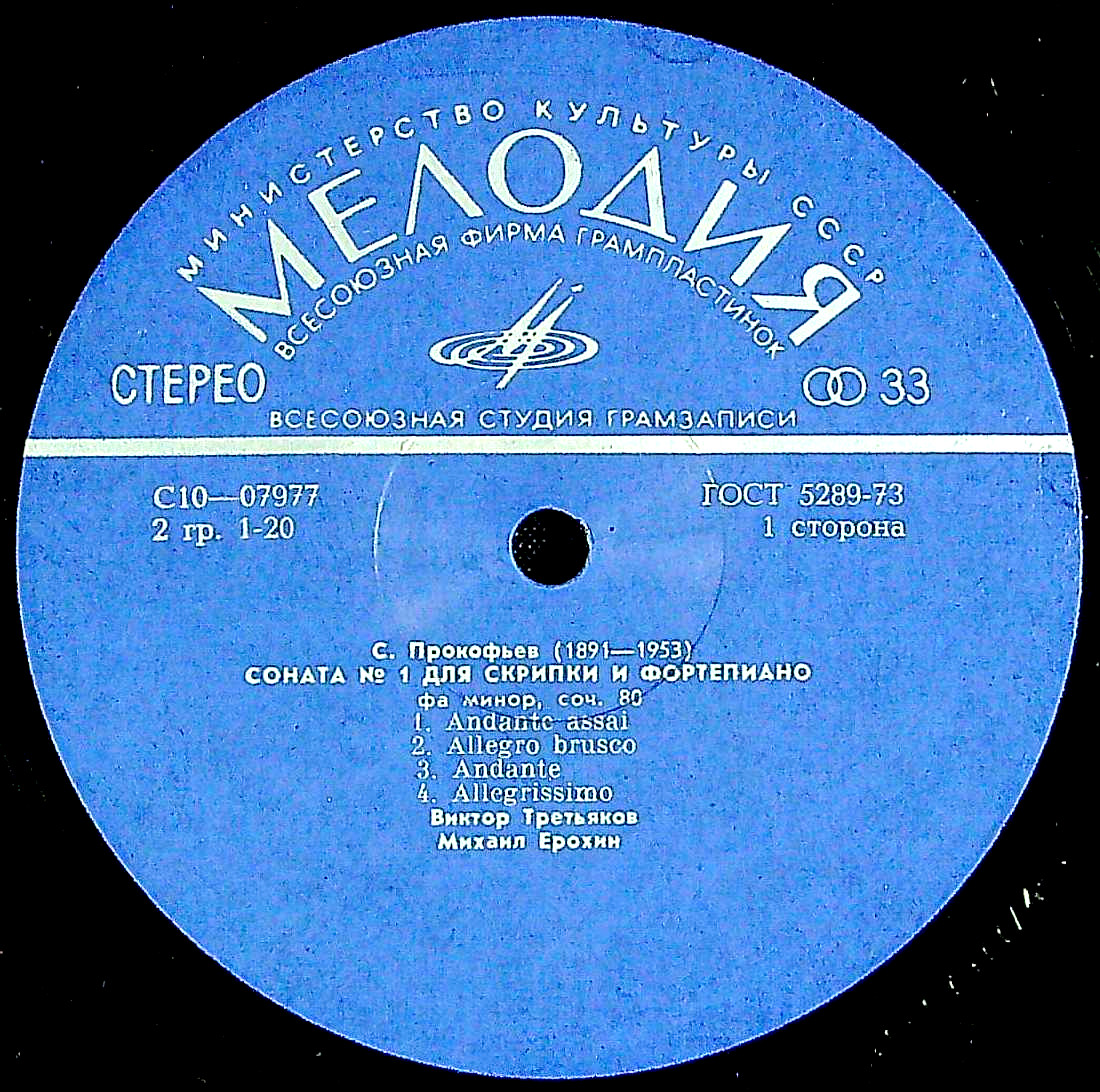 МИНИСТЕРСТВО КУЛЬТУРЫ СССР
МЕЛОДИЯ
ВСЕСОЮЗНАЯ ФИРМА ГРАМПЛАСТИНОК
СТЕРЕО
33
ВСЕСОЮЗНАЯ СТУДИЯ ГРАМЗАПИСИ
С10—07977
ГОСТ 5289-73
2 гр. 1-20
1 сторона
С. Прокофьев (1891—1953)
СОНАТА № 1 ДЛЯ СКРИПКИ И ФОРТЕПИАНО
фа минор, соч. 80
1. Andante assai
2. Allegro brusco
3. Andante
4. Allegrissimo
Виктор Третьяков
Михаил Ерохин